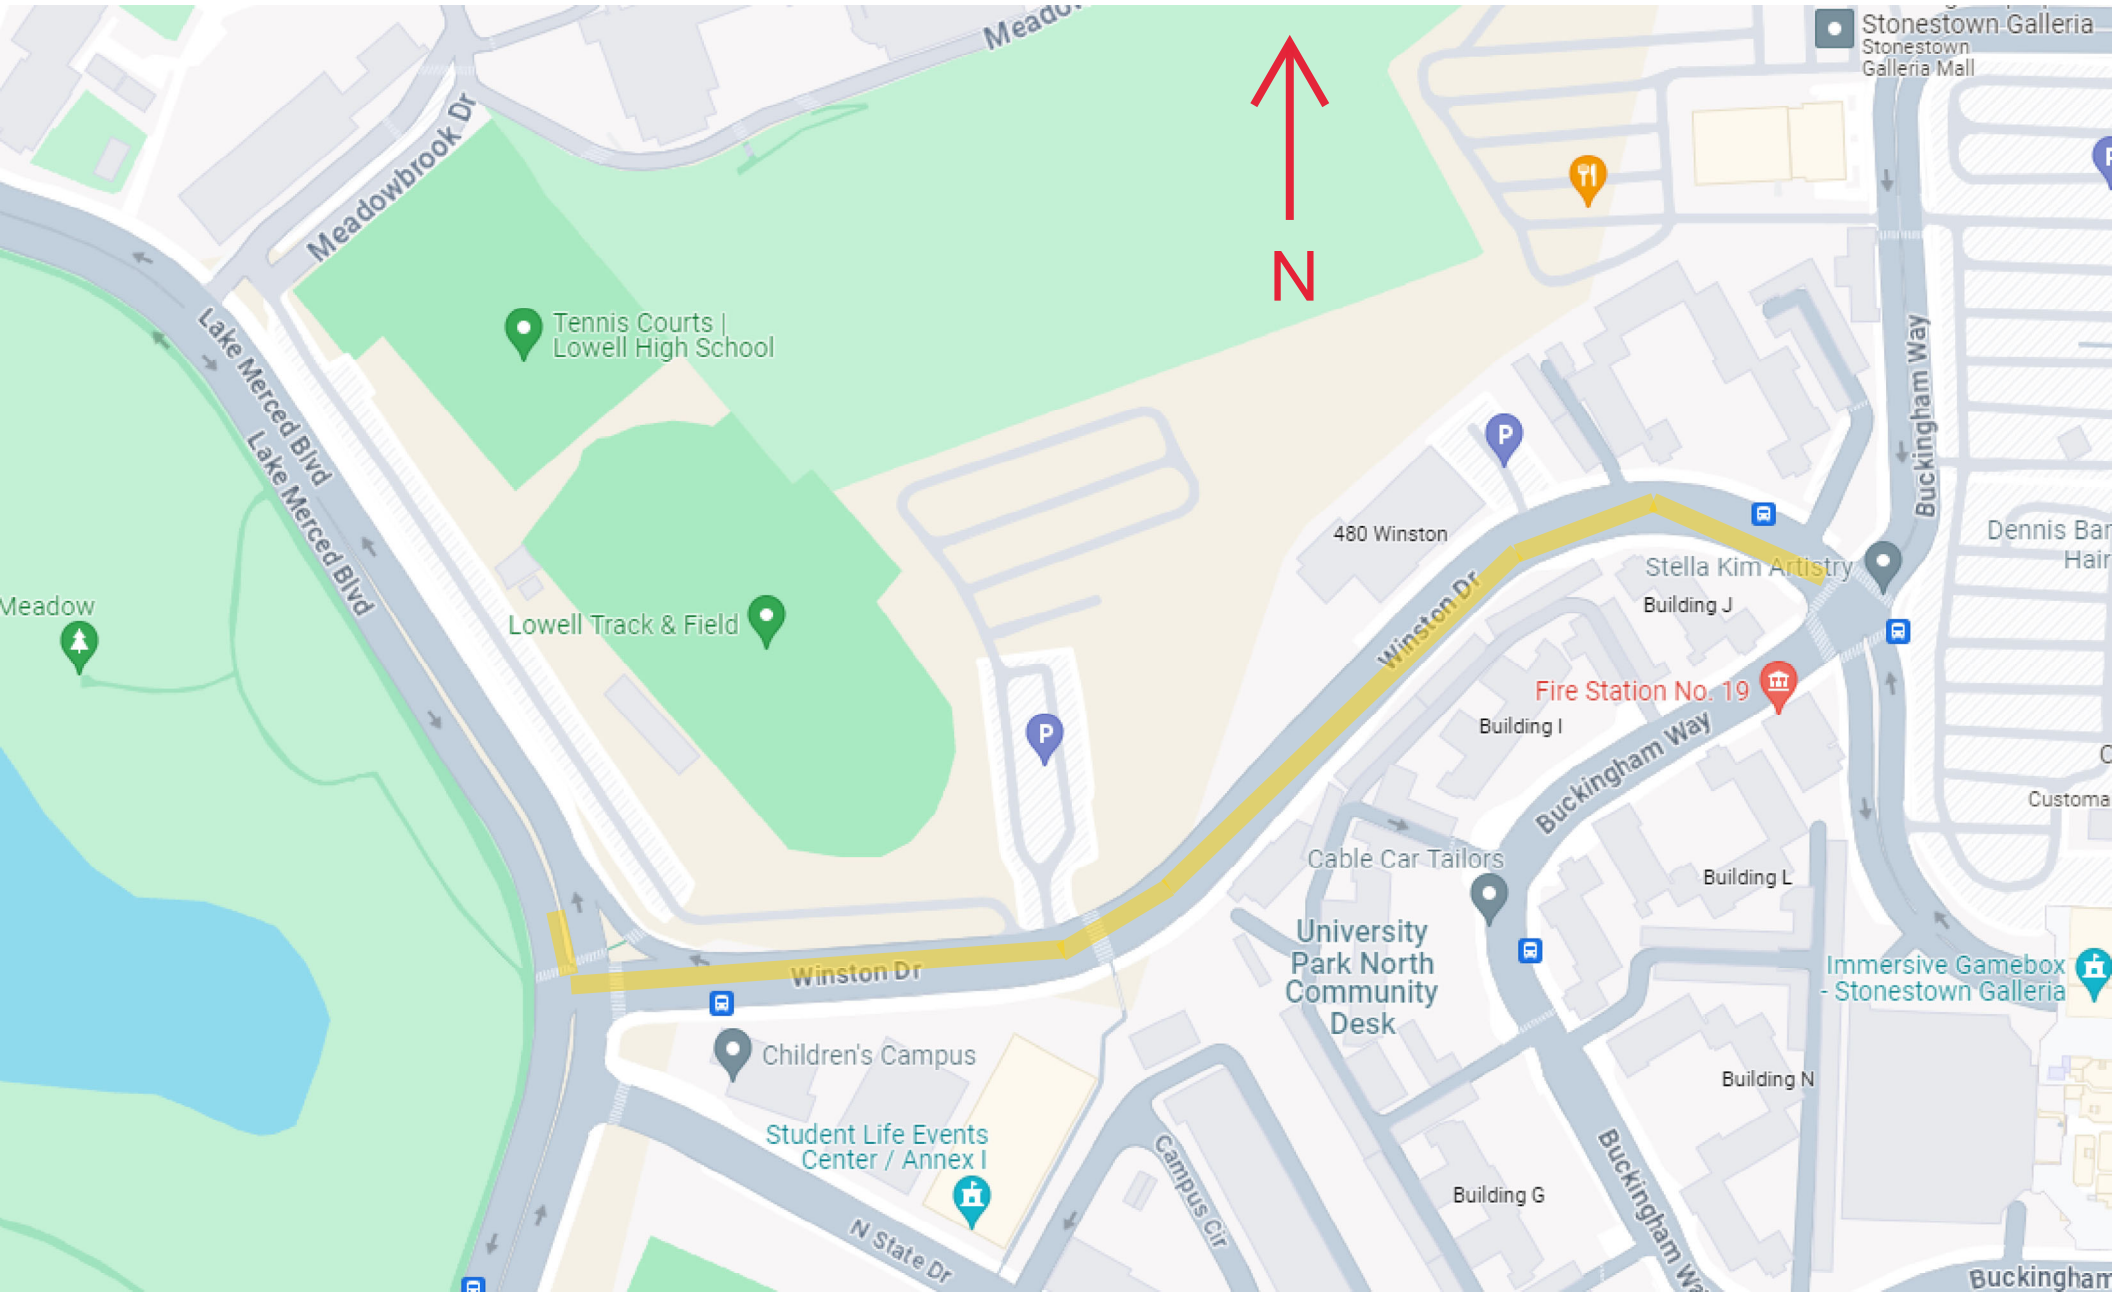 Stonestown Galleria
Stonestown
Galleria Mall
N
Meadowbrook Dr
Tennis Courts |
Lowell High School
Lake Merced Blvd
Lake Merced Blvd
Buckingham Way
P
480 Winston
Dennis
Hair
Stella Kim Artistry
Building J
Meadow
Lowell Track & Field
Winston Dr
Fire Station No. 19
Building I
P
Buckingham Way
Cable Car Tailors
Building L
University
Park North
Community
Desk
Immersive Gamebox
- Stonestown Galleria
Winston Dr
Children's Campus
Building N
Student Life Events
Center / Annex I
Campus Cir
Building G
Buckingham Way
N State Dr
Buckingham